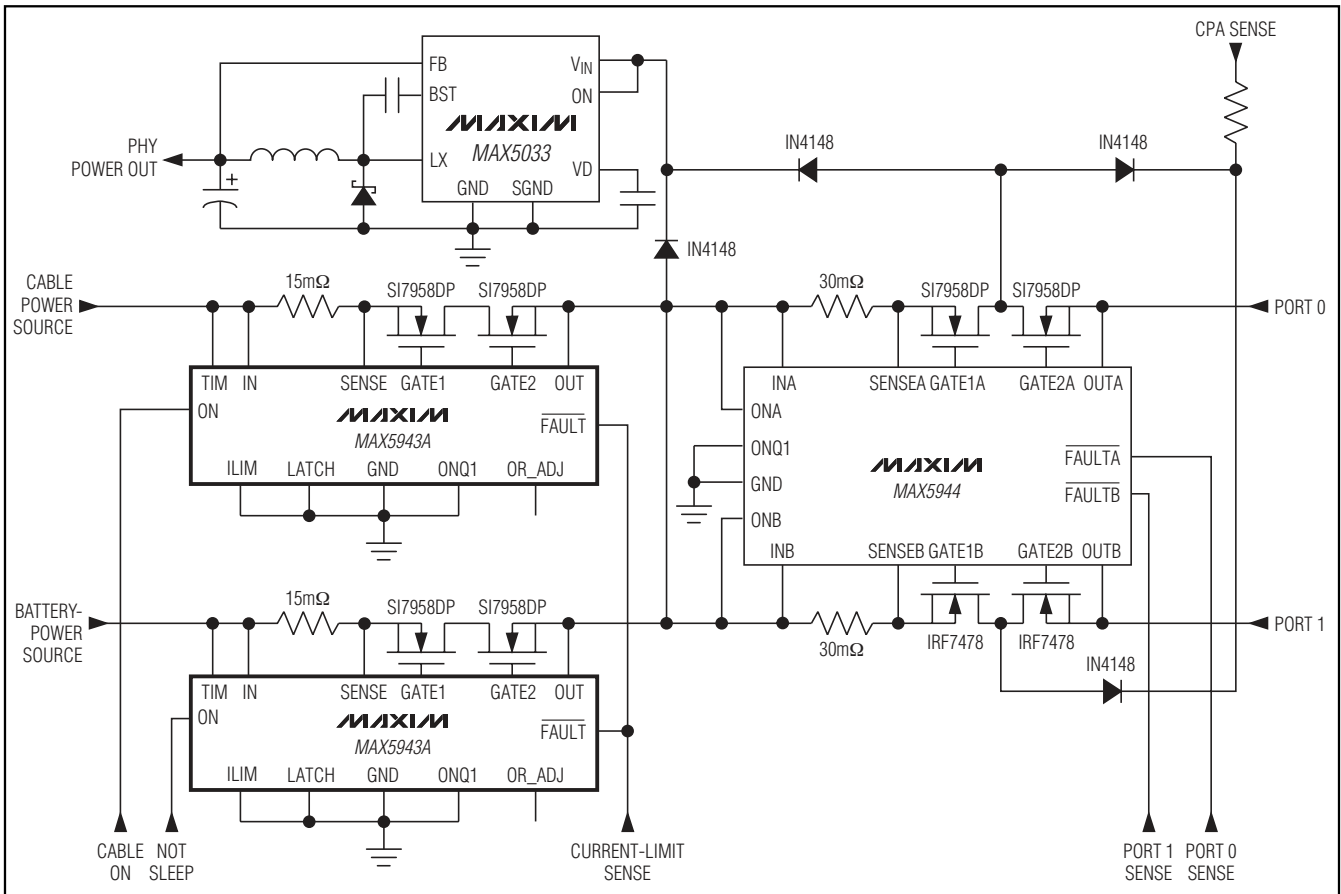 CPA SENSE
FB
V_IN
BST
ON
MAXIM
MAX5033
PHY
POWER OUT
LX
VD
GND
SGND
+
IN4148
IN4148
IN4148
CABLE
POWER
SOURCE
15mΩ
SI7958DP
SI7958DP
30mΩ
SI7958DP
SI7958DP
PORT 0
TIM
IN
SENSE
GATE1
GATE2
OUT
ON
MAXIM
MAX5943A
FAULT
ILIM
LATCH
GND
ONQ1
OR_ADJ
INA
SENSEA
GATE1A
GATE2A
OUTA
ONA
ONQ1
GND
ONB
MAXIM
MAX5944
FAULTA
FAULTB
INB
SENSEB
GATE1B
GATE2B
OUTB
BATTERY-
POWER
SOURCE
15mΩ
SI7958DP
SI7958DP
30mΩ
IRF7478
IRF7478
PORT 1
IN4148
TIM
IN
SENSE
GATE1
GATE2
OUT
ON
MAXIM
MAX5943A
FAULT
ILIM
LATCH
GND
ONQ1
OR_ADJ
CABLE
ON
NOT
SLEEP
CURRENT-LIMIT
SENSE
PORT 1
SENSE
PORT 0
SENSE